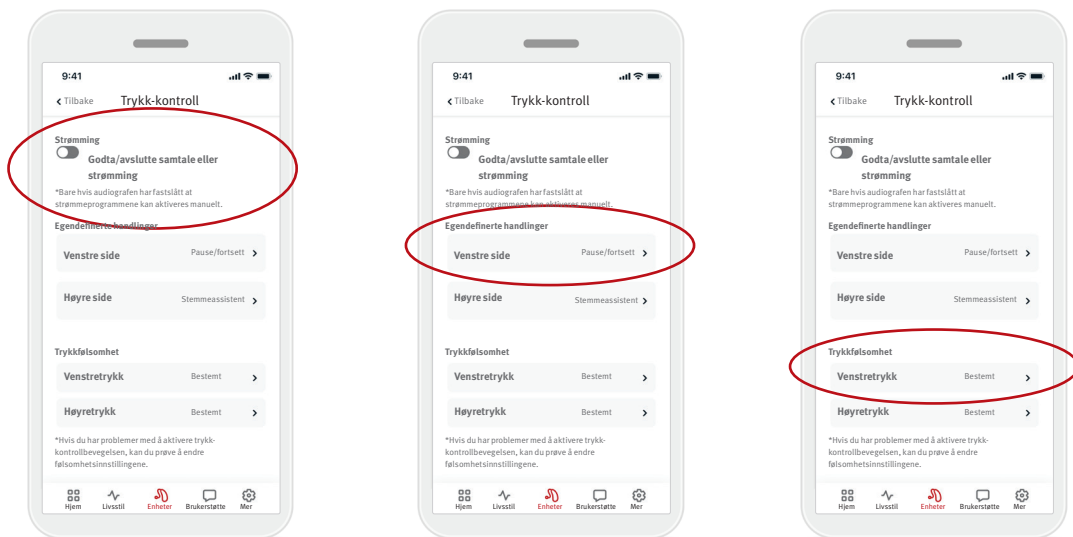 9:41
Tilbake Trykk-kontroll
Strømming
Godta/avslutte samtale eller
strømming
*Bare hvis audiografen har fastslått at
strømmeprogrammene kan aktiveres manuelt.
Egendefinerte handlinger
Venstre side Pause/fortsett
Høyre side Stemmeassistent
Trykkfølsomhet
Venstretrykk Bestemt
Høyretrykk Bestemt
*Hvis du har problemer med å aktivere trykk-
kontrollbevegelsen, kan du prøve å endre
følsomhetsinnstillingene.
Hjem Livsstil Enheter Brukerstøtte Mer
9:41
Tilbake Trykk-kontroll
Strømming
Godta/avslutte samtale eller
strømming
*Bare hvis audiografen har fastslått at
strømmeprogrammene kan aktiveres manuelt.
Egendefinerte handlinger
Venstre side Pause/fortsett
Høyre side Stemmeassistent
Trykkfølsomhet
Venstretrykk Bestemt
Høyretrykk Bestemt
*Hvis du har problemer med å aktivere trykk-
kontrollbevegelsen, kan du prøve å endre
følsomhetsinnstillingene.
Hjem Livsstil Enheter Brukerstøtte Mer
9:41
Tilbake Trykk-kontroll
Strømming
Godta/avslutte samtale eller
strømming
*Bare hvis audiografen har fastslått at
strømmeprogrammene kan aktiveres manuelt.
Egendefinerte handlinger
Venstre side Pause/fortsett
Høyre side Stemmeassistent
Trykkfølsomhet
Venstretrykk Bestemt
Høyretrykk Bestemt
*Hvis du har problemer med å aktivere trykk-
kontrollbevegelsen, kan du prøve å endre
følsomhetsinnstillingene.
Hjem Livsstil Enheter Brukerstøtte Mer